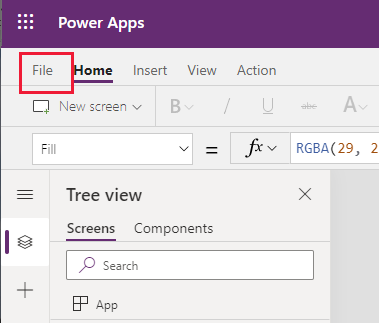 Power Apps
File Home Insert View Action
New screen B / U A
Fill = fx RGBA(29, 2
Tree view
Screens Components
Search
App